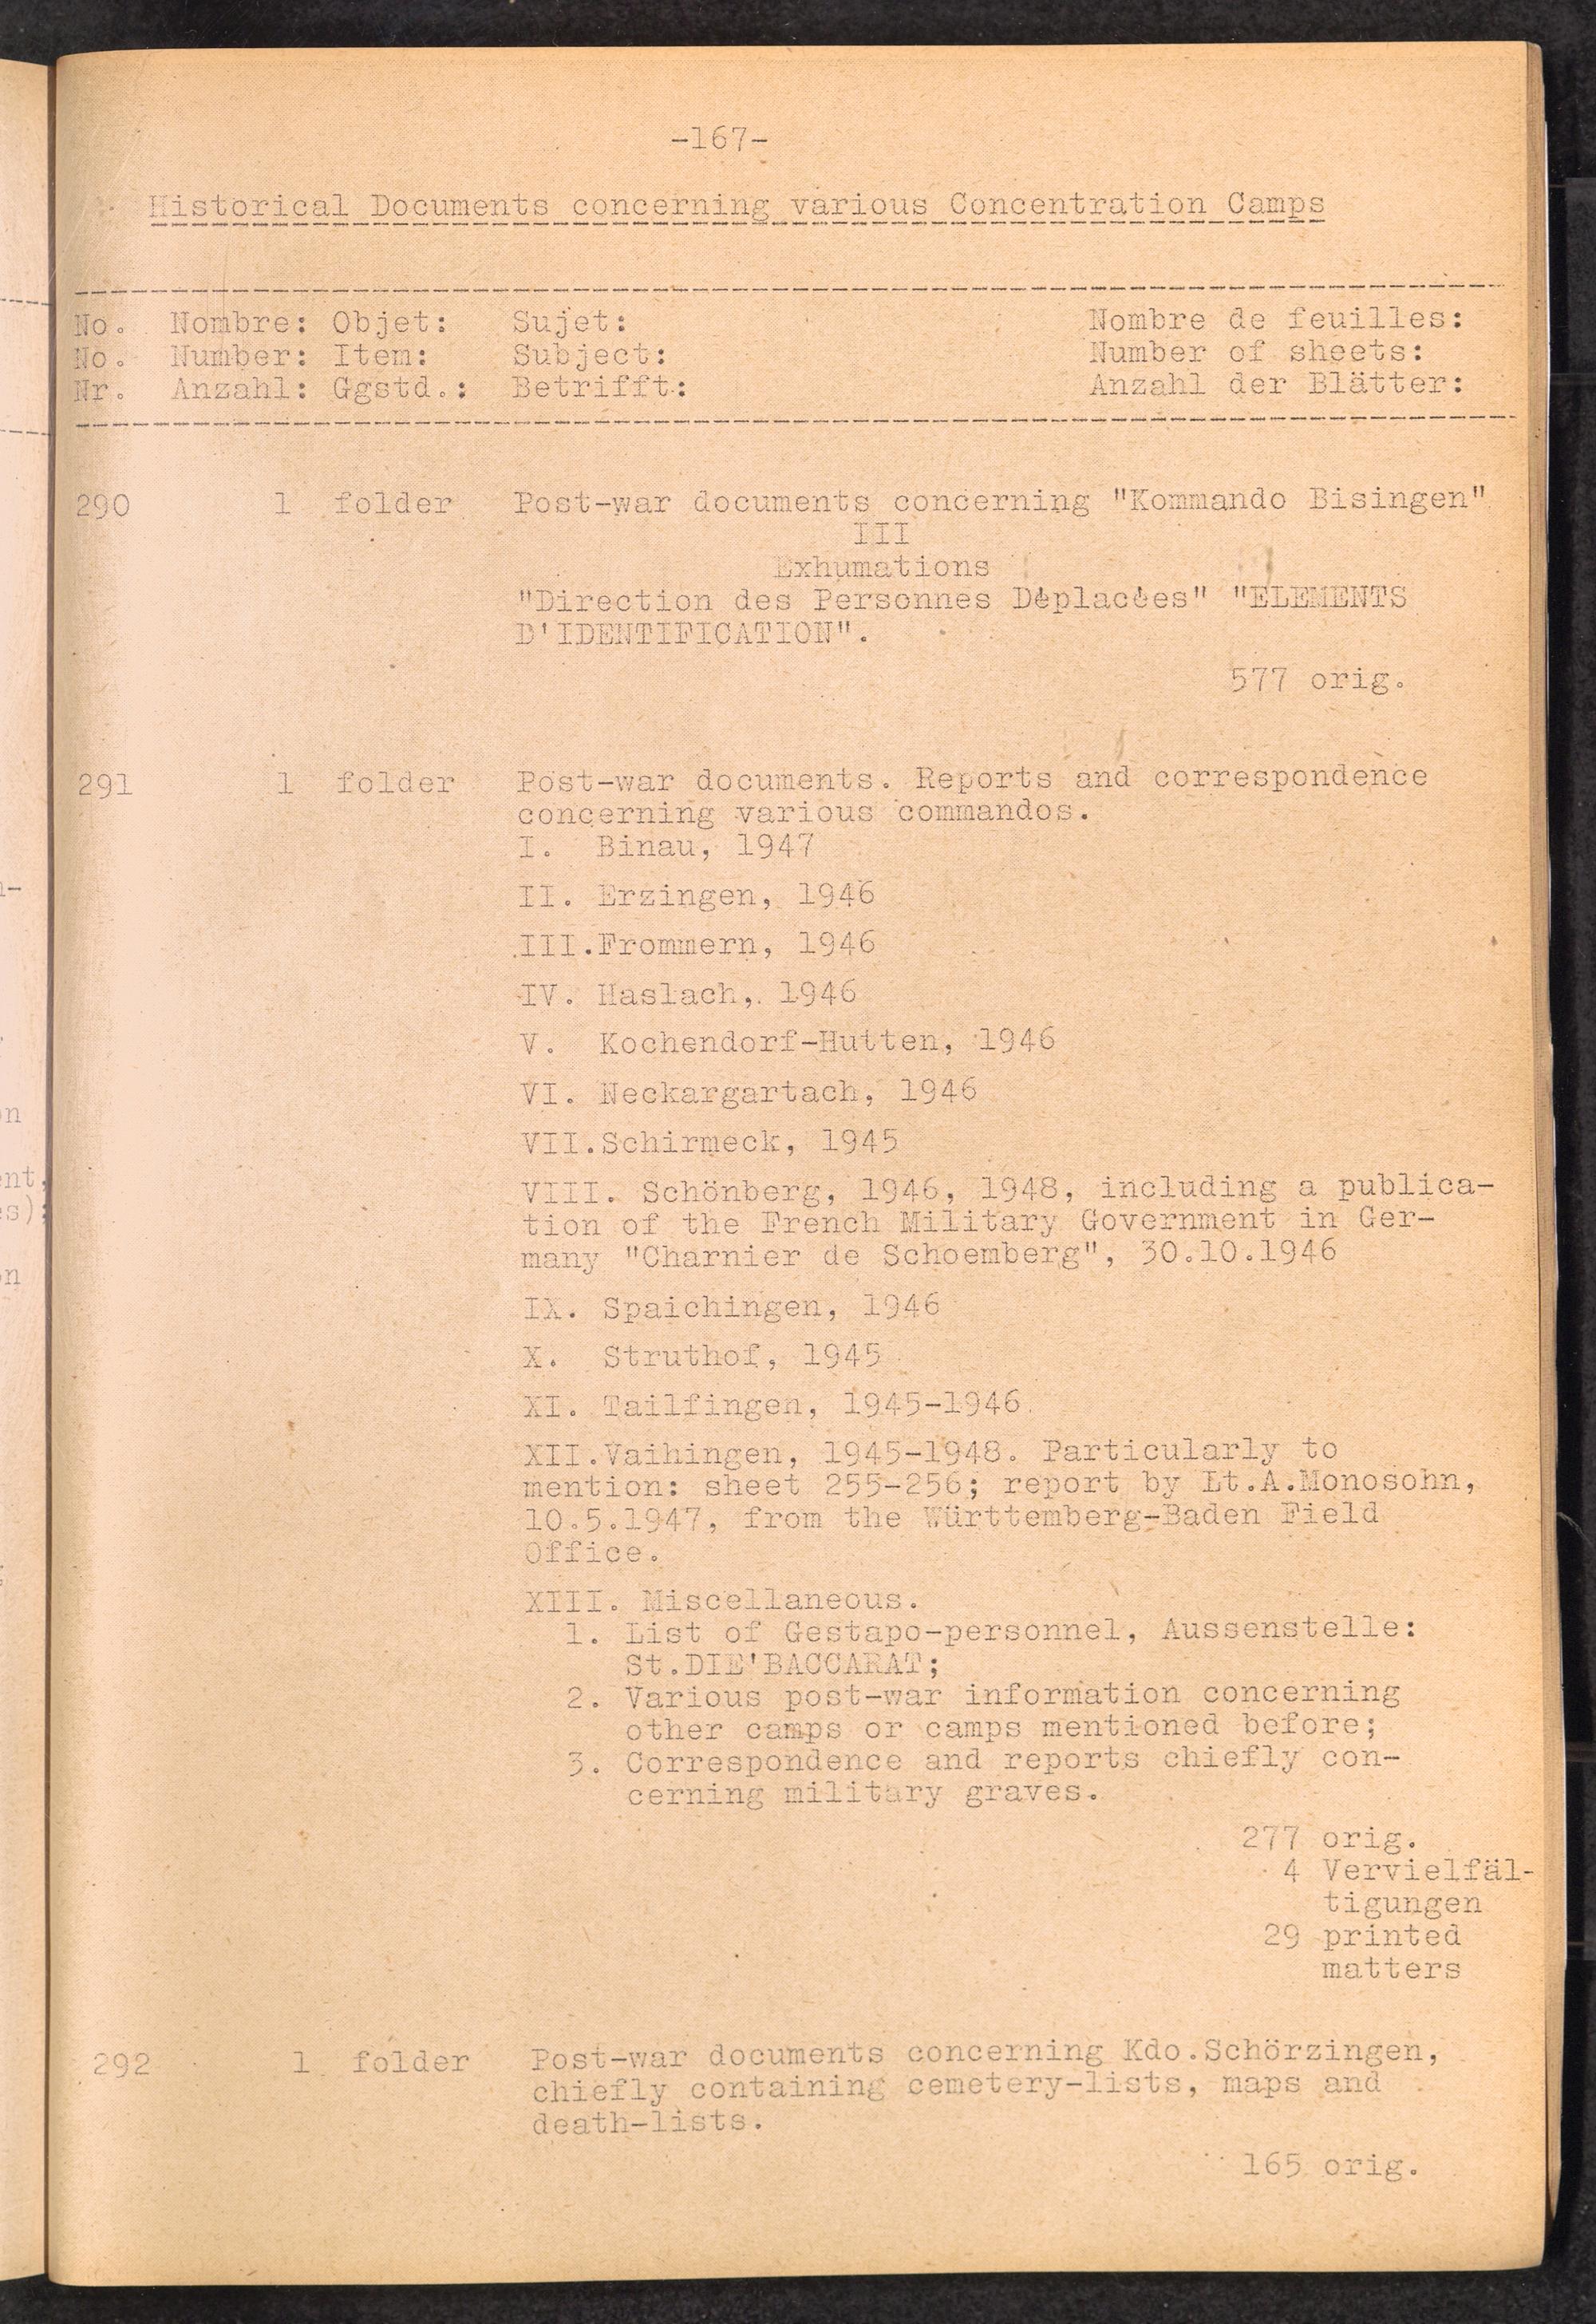 -167-
Historical Documents concerning various Concentration Camps
No. Nombre: Objet: Sujet: Nombre de feuilles:
No. Number: Item: Subject: Number of sheets:
Nr. Anzahl: Ggstd.: Betrifft: Anzahl der Blätter:
290 1 folder Post-war documents concerning "Kommando Bisingen"
III
Exhumations
"Direction des Personnes Déplacées" "ELEMENTS
D'IDENTIFICATION".
577 orig.
291 1 folder Post-war documents. Reports and correspondence
concerning various commandos.
I. Binau, 1947
II. Erzingen, 1946
III.Frommern, 1946
IV. Haslach, 1946
V. Kochendorf-Hutten, 1946
VI. Neckargartach, 1946
VII.Schirmeck, 1945
VIII. Schönberg, 1946, 1948, including a publica-
tion of the French Military Government in Ger-
many "Charnier de Schoemberg", 30.10.1946
IX. Spaichingen, 1946
X. Struthof, 1945
XI. Tailfingen, 1945-1946
XII.Vaihingen, 1945-1948. Particularly to
mention: sheet 255-256; report by Lt.A.Monosohn,
10.5.1947, from the Württemberg-Baden Field
Office.
XIII. Miscellaneous.
1. List of Gestapo-personnel, Aussenstelle:
St.DIE'BACCARAT;
2. Various post-war information concerning
other camps or camps mentioned before;
3. Correspondence and reports chiefly con-
cerning military graves.
277 orig.
4 Vervielfäl-
tigungen
29 printed
matters
292 1 folder Post-war documents concerning Kdo.Schörzingen,
chiefly containing cemetery-lists, maps and
death-lists.
165 orig.